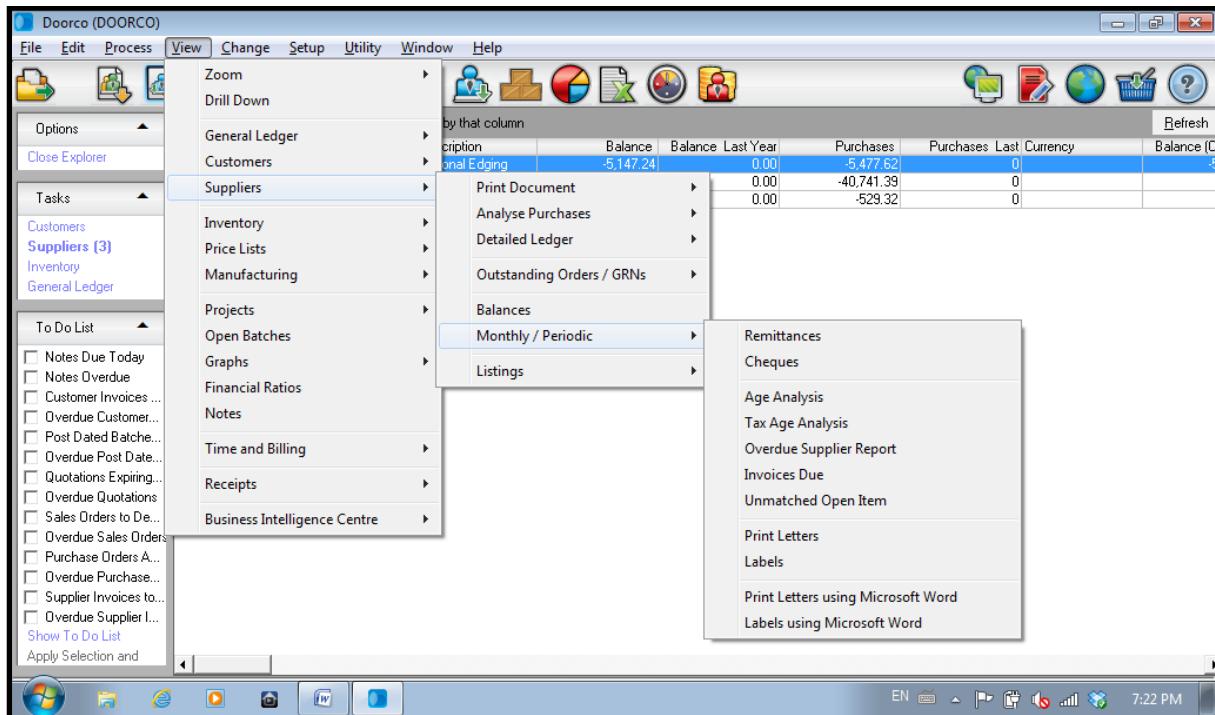 Doorco (DOORCO)
File Edit Process View Change Setup Utility Window Help
Options
Close Explorer
Tasks
Customers
Suppliers (3)
Inventory
General Ledger
To Do List
Notes Due Today
Notes Overdue
Customer Invoices ...
Overdue Customer...
Post Dated Batche...
Overdue Post Date...
Quotations Expiring...
Overdue Quotations
Sales Orders to De...
Overdue Sales Orders
Purchase Orders A...
Overdue Purchase...
Supplier Invoices to...
Overdue Supplier I...
Show To Do List
Apply Selection and
Zoom
Drill Down
General Ledger
Customers
Suppliers
Inventory
Price Lists
Manufacturing
Projects
Open Batches
Graphs
Financial Ratios
Notes
Time and Billing
Receipts
Business Intelligence Centre
by that column
Refresh
cription Balance Balance Last Year Purchases Purchases Last Currency Balance (C
onal Edging -5,147.24 0.00 -5,477.62 0
0.00 -40,741.39 0
0.00 -529.32 0
Print Document
Analyse Purchases
Detailed Ledger
Outstanding Orders / GRNs
Balances
Monthly / Periodic
Listings
Remittances
Cheques
Age Analysis
Tax Age Analysis
Overdue Supplier Report
Invoices Due
Unmatched Open Item
Print Letters
Labels
Print Letters using Microsoft Word
Labels using Microsoft Word
EN 7:22 PM